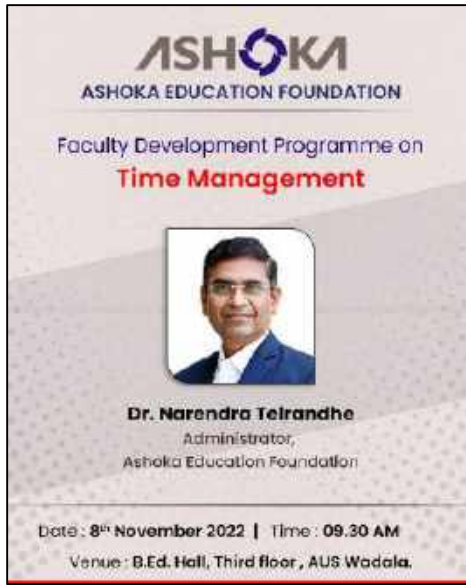 ASHOKA
ASHOKA EDUCATION FOUNDATION
Faculty Development Programme on
Time Management
Dr. Narendra Telrandhe
Administrator,
Ashoka Education Foundation
Date : 8th November 2022 | Time : 09.30 AM
Venue : B.Ed. Hall, Third floor , AUS Wadala.